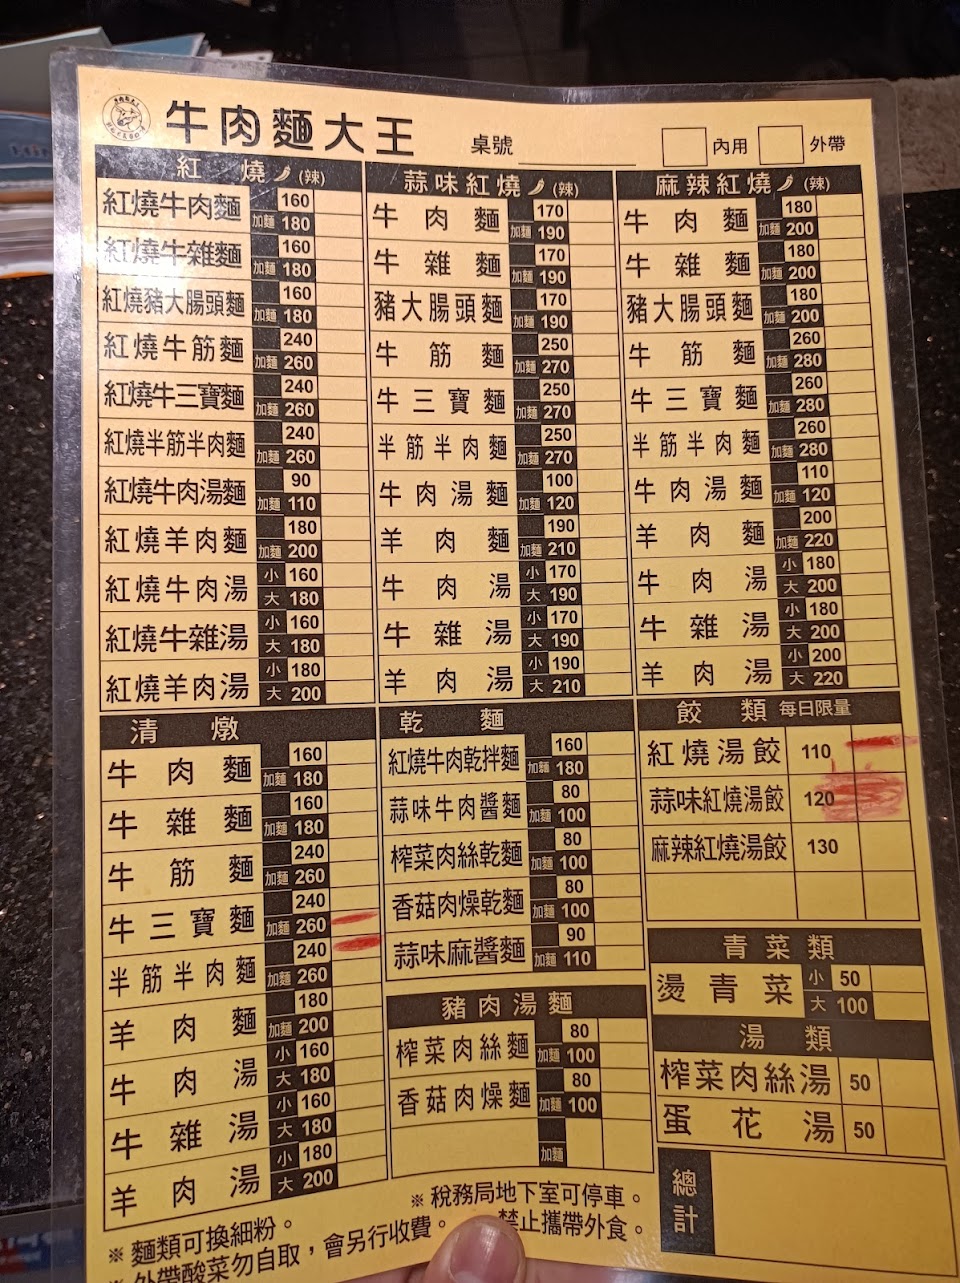 牛肉麵大王
桌號 內用 外帶
紅燒 (辣)
紅燒牛肉麵 160 加麵 180
紅燒牛雜麵 160 加麵 180
紅燒豬大腸頭麵 160 加麵 180
紅燒牛筋麵 240 加麵 260
紅燒牛三寶麵 240 加麵 260
紅燒半筋半肉麵 240 加麵 260
紅燒牛肉湯麵 90 加麵 110
紅燒羊肉麵 180 加麵 200
紅燒牛肉湯 小 160 大 180
紅燒牛雜湯 小 160 大 180
紅燒羊肉湯 小 180 大 200
蒜味紅燒 (辣)
牛肉麵 170 加麵 190
牛雜麵 170 加麵 190
豬大腸頭麵 170 加麵 190
牛筋麵 250 加麵 270
牛三寶麵 250 加麵 270
半筋半肉麵 250 加麵 270
牛肉湯麵 100 加麵 120
羊肉麵 190 加麵 210
牛肉湯 小 170 大 190
牛雜湯 小 170 大 190
羊肉湯 小 190 大 210
麻辣紅燒 (辣)
牛肉麵 180 加麵 200
牛雜麵 180 加麵 200
豬大腸頭麵 180 加麵 200
牛筋麵 260 加麵 280
牛三寶麵 260 加麵 280
半筋半肉麵 260 加麵 280
牛肉湯麵 110 加麵 120
羊肉麵 200 加麵 220
牛肉湯 小 180 大 200
牛雜湯 小 180 大 200
羊肉湯 小 200 大 220
清燉
牛肉麵 160 加麵 180
牛雜麵 160 加麵 180
牛筋麵 240 加麵 260
牛三寶麵 240 加麵 260
半筋半肉麵 240 加麵 260
羊肉麵 180 加麵 200
牛肉湯 小 160 大 180
牛雜湯 小 160 大 180
羊肉湯 小 180 大 200
乾麵
紅燒牛肉乾拌麵 160 加麵 180
蒜味牛肉醬麵 80 加麵 100
榨菜肉絲乾麵 80 加麵 100
香菇肉燥乾麵 80 加麵 100
蒜味麻醬麵 90 加麵 110
豬肉湯麵
榨菜肉絲麵 80 加麵 100
香菇肉燥麵 80 加麵 100
加麵
餃類 每日限量
紅燒湯餃 110
蒜味紅燒湯餃 120
麻辣紅燒湯餃 130
青菜類
燙青菜 小 50 大 100
湯類
榨菜肉絲湯 50
蛋花湯 50
總計
※麵類可換細粉。
※稅務局地下室可停車。
※外帶酸菜勿自取，會另行收費。
禁止攜帶外食。